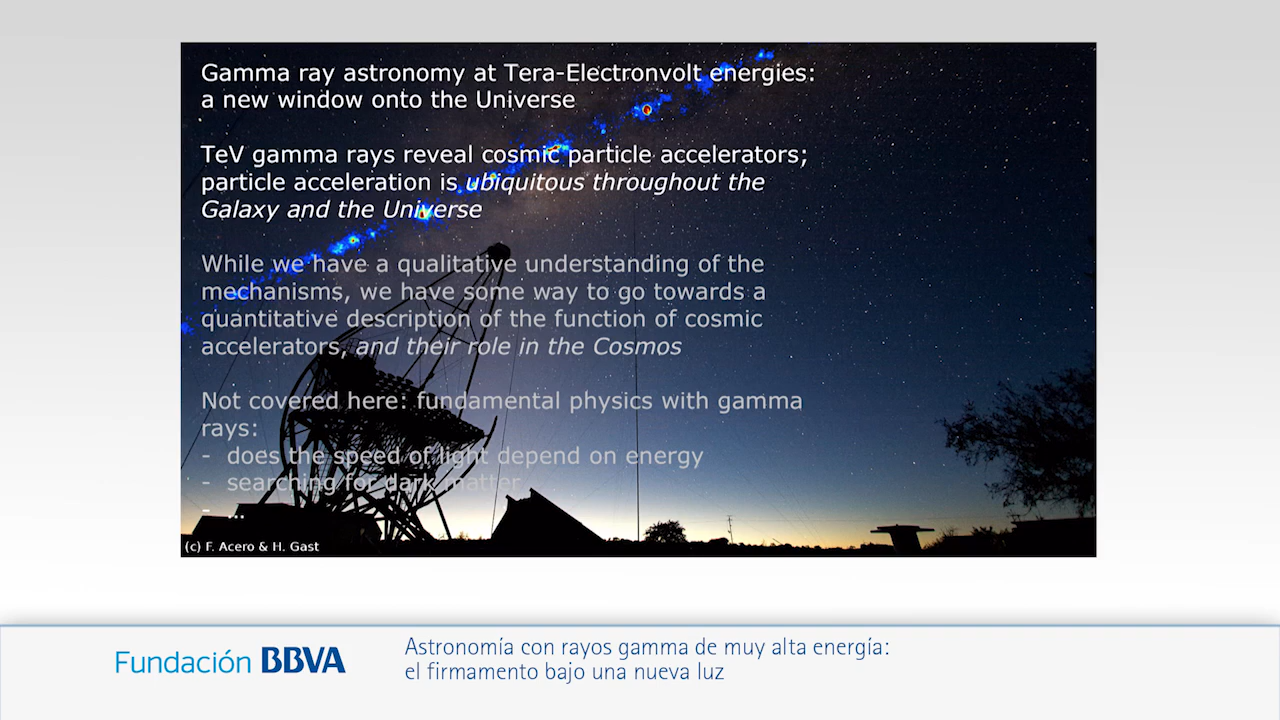 Gamma ray astronomy at Tera-Electronvolt energies:
a new window onto the Universe
TeV gamma rays reveal cosmic particle accelerators;
particle acceleration is ubiquitous throughout the
Galaxy and the Universe
While we have a qualitative understanding of the
mechanisms, we have some way to go towards a
quantitative description of the function of cosmic
accelerators, and their role in the Cosmos
Not covered here: fundamental physics with gamma
rays:
- does the speed of light depend on energy
- searching for dark matter
- ...
(c) F. Acero & H. Gast
Fundación BBVA
Astronomía con rayos gamma de muy alta energía:
el firmamento bajo una nueva luz